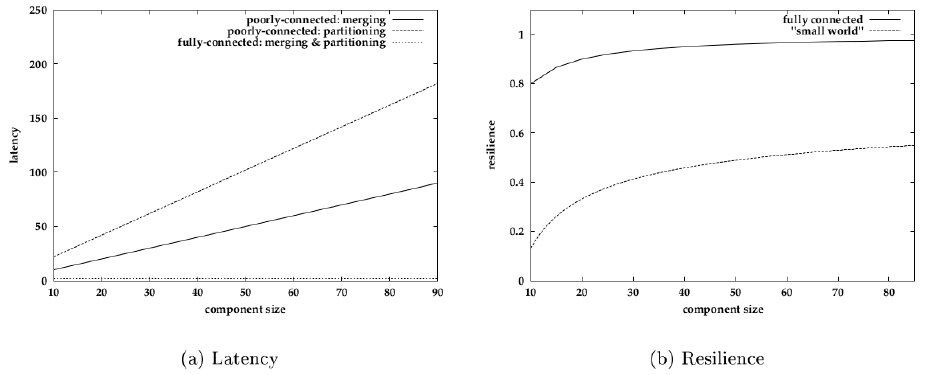 250
200
150
100
50
0
latency
poorly-connected: merging
poorly-connected: partitioning
fully-connected: merging & partitioning
10 20 30 40 50 60 70 80 90
component size
(a) Latency
1
0.8
0.6
0.4
0.2
0
resilience
fully connected
"small world"
10 20 30 40 50 60 70 80
component size
(b) Resilience